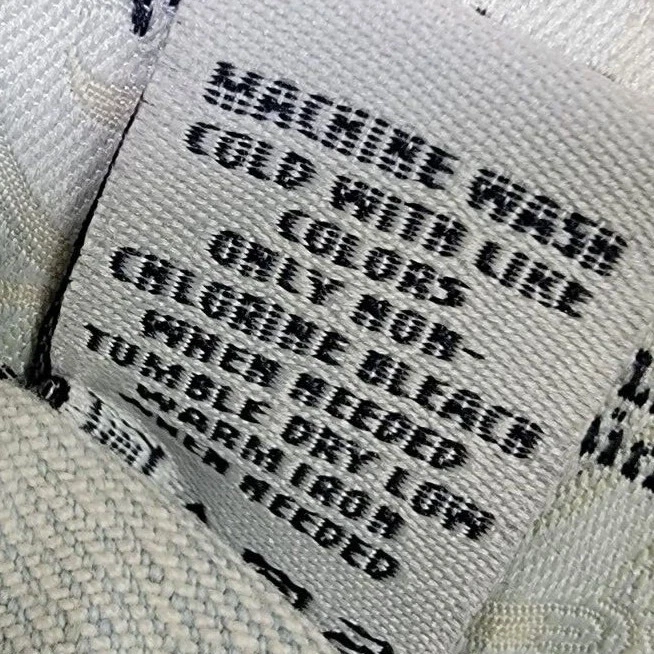 MACHINE WASH
COLD WITH LIKE
COLORS
ONLY NON-
CHLORINE BLEACH
WHEN NEEDED
TUMBLE DRY LOW
WARM IRON
WHEN NEEDED